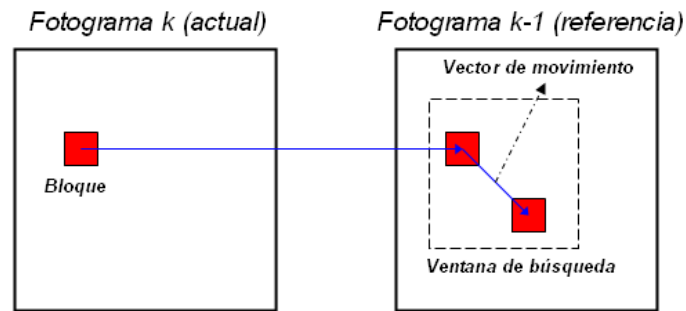 Fotograma k (actual)
Fotograma k-1 (referencia)
Vector de movimiento
Bloque
Ventana de búsqueda